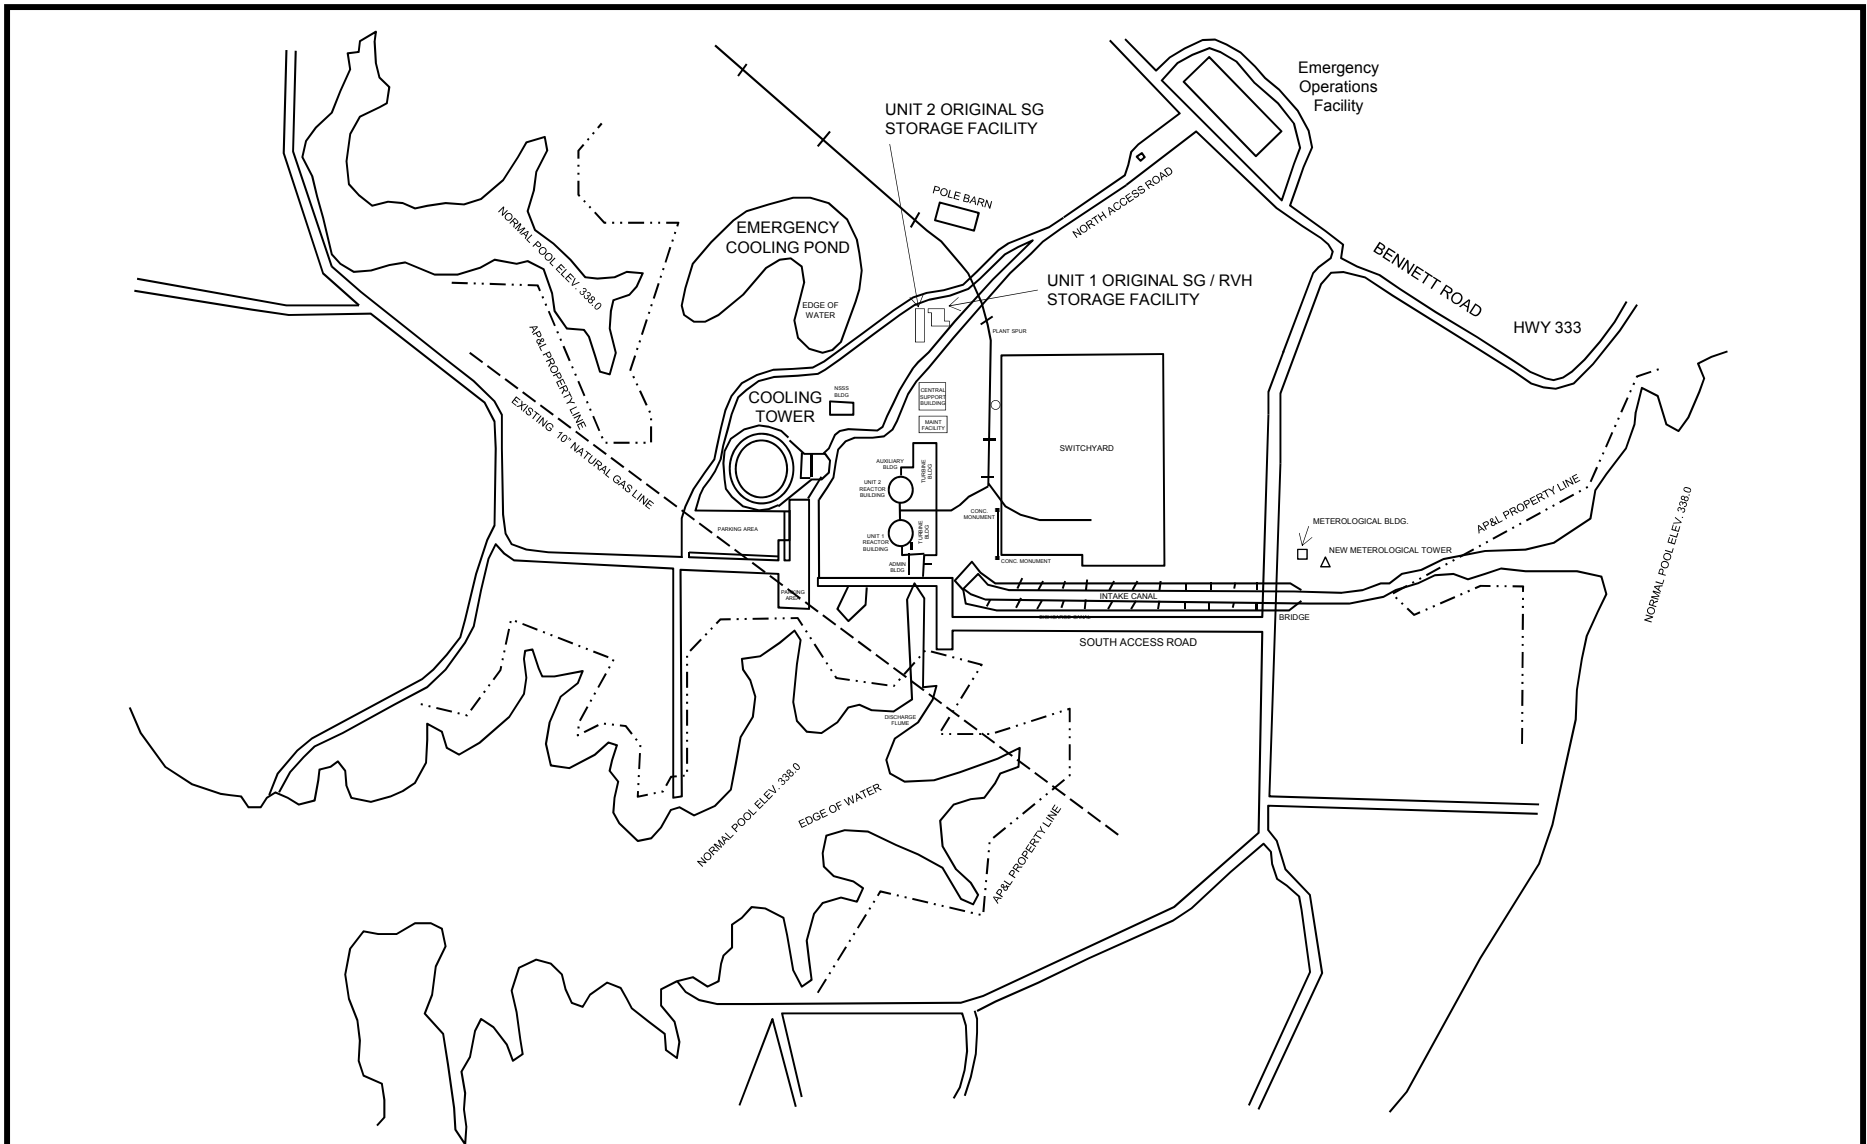 Emergency
Operations
Facility
UNIT 2 ORIGINAL SG
STORAGE FACILITY
POLE BARN
NORTH ACCESS ROAD
NORMAL POOL ELEV. 338.0
EMERGENCY
COOLING POND
EDGE OF
WATER
UNIT 1 ORIGINAL SG / RVH
STORAGE FACILITY
BENNETT ROAD
HWY 333
PLANT SPUR
AP&L PROPERTY LINE
EXISTING 10" NATURAL GAS LINE
COOLING
TOWER
NSSS
BLDG
CENTRAL
SUPPORT
BUILDING
MAINT
FACILITY
SWITCHYARD
AUXILIARY
BLDG
TURBINE
BLDG
UNIT 2
REACTOR
BUILDING
CONC.
MONUMENT
PARKING AREA
UNIT 1
REACTOR
BUILDING
TURBINE
BLDG
ADMIN
BLDG
CONC. MONUMENT
AP&L PROPERTY LINE
METEROLOGICAL BLDG.
NEW METEROLOGICAL TOWER
NORMAL POOL ELEV. 338.0
PARKING
AREA
INTAKE CANAL
BRIDGE
SOUTH ACCESS ROAD
DISCHARGE
FLUME
NORMAL POOL ELEV. 338.0
EDGE OF WATER
AP&L PROPERTY LINE